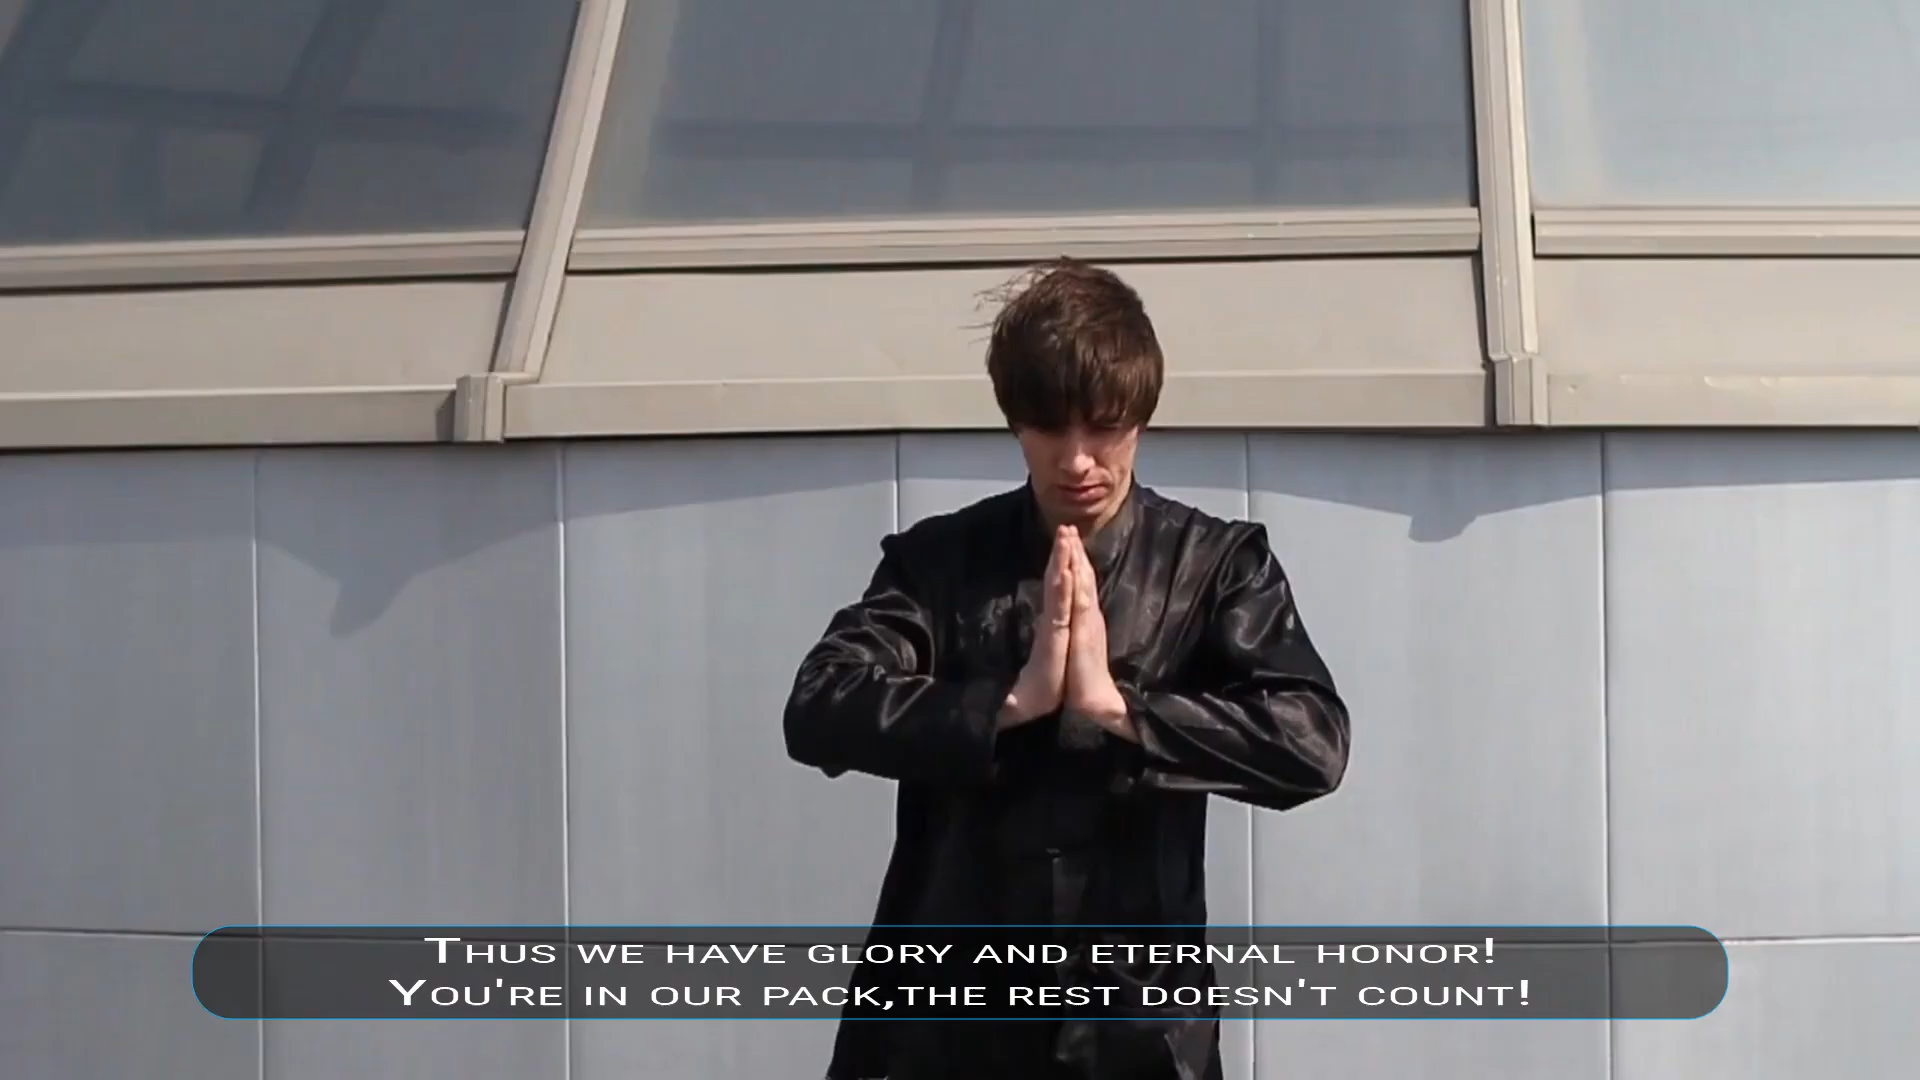 Thus we have glory and eternal honor!
You're in our pack,the rest doesn't count!